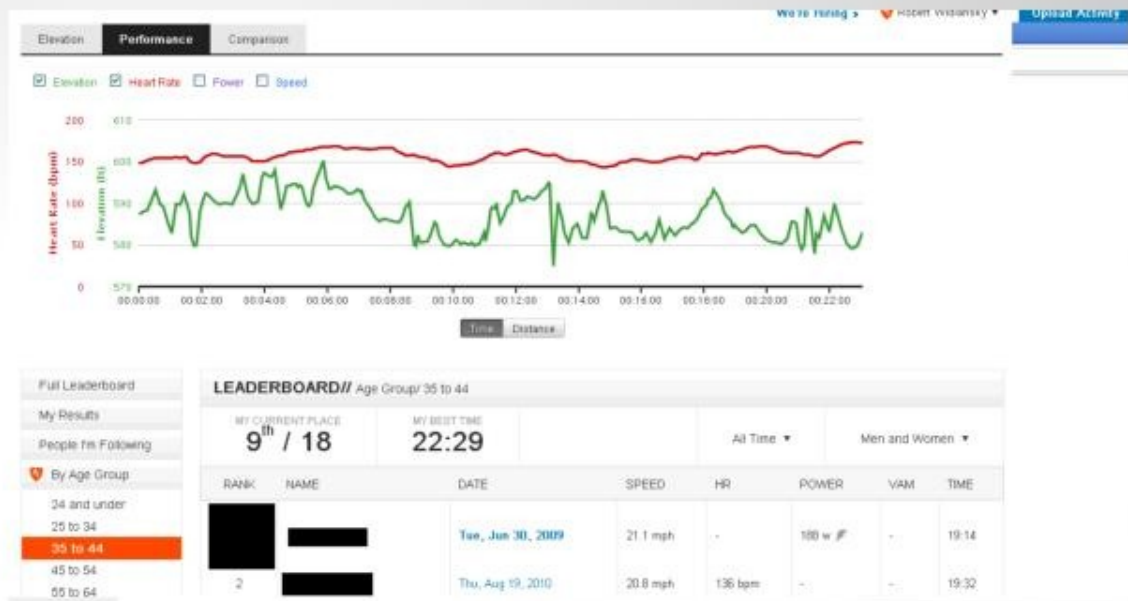 We're Hiring > Robert Widlansky ▼ Upload Activity
Elevation Performance Comparison
Elevation Heart Rate Power Speed
Heart Rate (bpm)
200
150
100
50
0
Elevation (ft)
610
600
590
580
570
00:00:00 00:02:00 00:04:00 00:06:00 00:08:00 00:10:00 00:12:00 00:14:00 00:16:00 00:18:00 00:20:00 00:22:00
Time Distance
Full Leaderboard
My Results
People I'm Following
By Age Group
24 and under
25 to 34
35 to 44
45 to 54
55 to 64
LEADERBOARD// Age Group/ 35 to 44
MY CURRENT PLACE
9th / 18
MY BEST TIME
22:29
All Time ▼ Men and Women ▼
RANK NAME DATE SPEED HR POWER VAM TIME
Tue, Jun 30, 2009 21.1 mph - 188 w - 19:14
2 Thu, Aug 19, 2010 20.8 mph 136 bpm - - 19:32